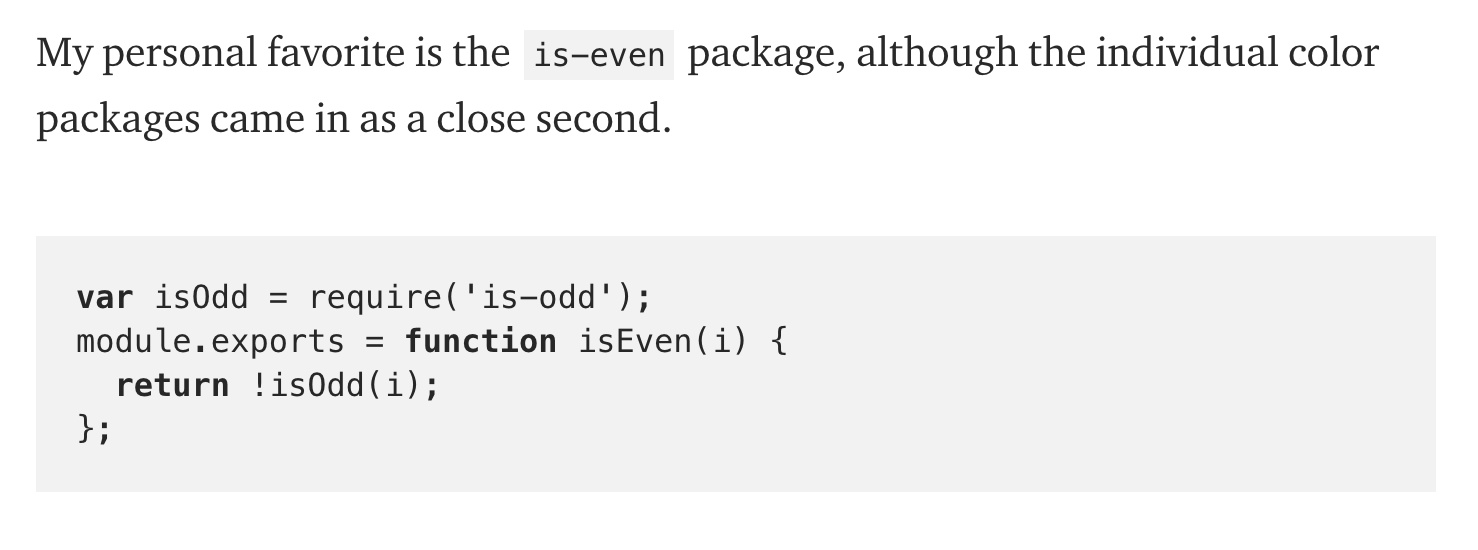 My personal favorite is the is-even package, although the individual color
packages came in as a close second.
var isOdd = require('is-odd');
module.exports = function isEven(i) {
  return !isOdd(i);
};